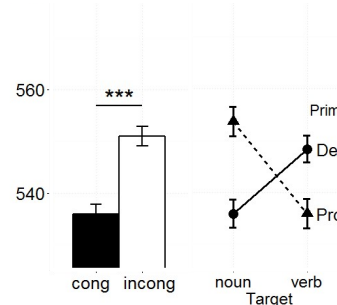 560
***
Prim
De
540
Pro
cong incong
noun verb
Target